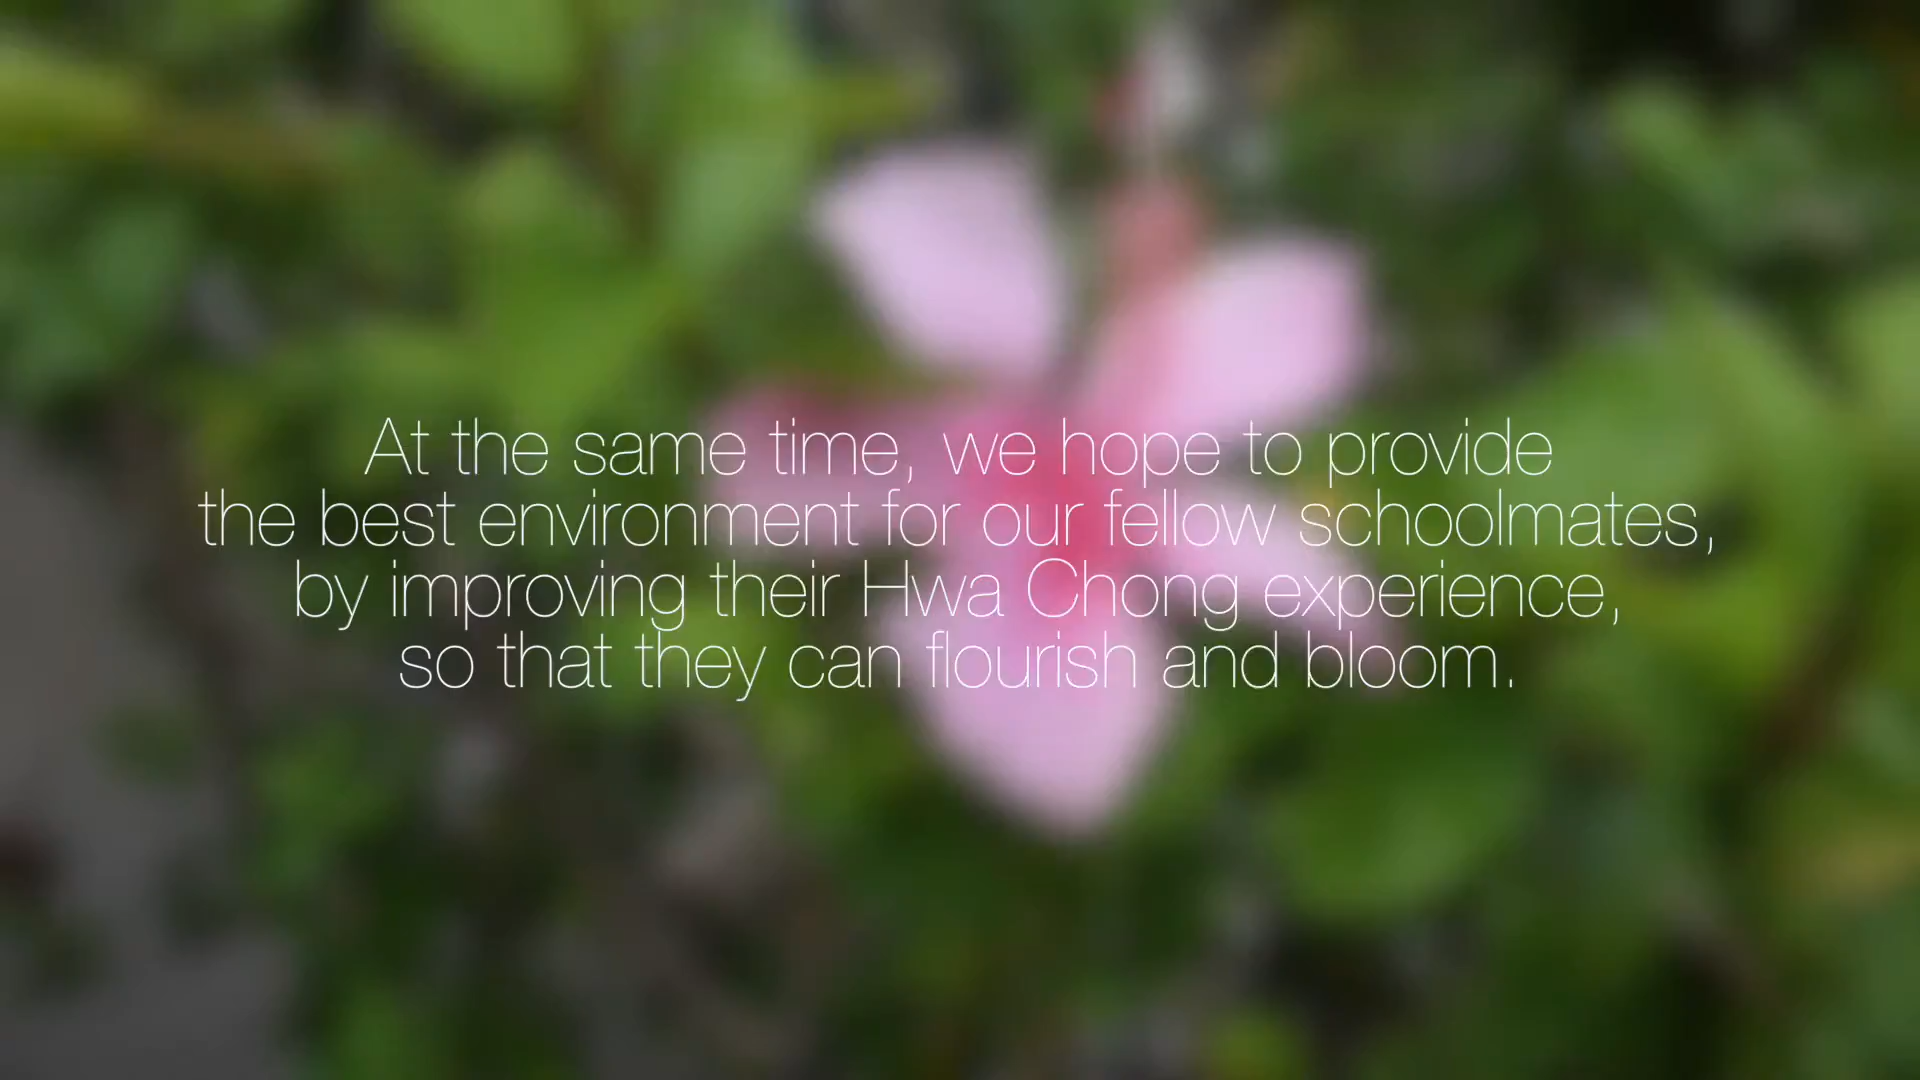 At the same time, we hope to provide
the best environment for our fellow schoolmates,
by improving their Hwa Chong experience,
so that they can flourish and bloom.